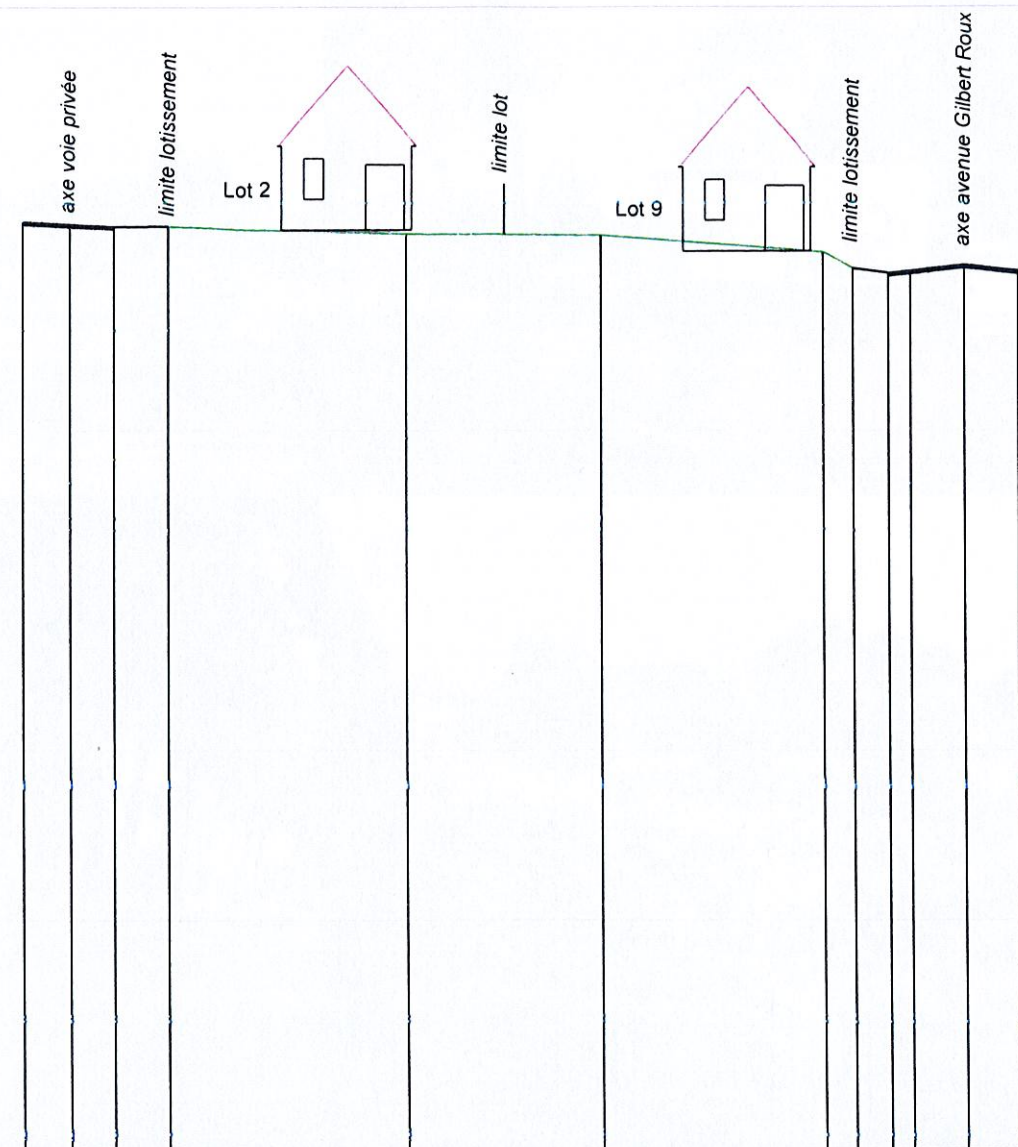 axe voie privée
limite lotissement
Lot 2
limite lot
Lot 9
limite lotissement
axe avenue Gilbert Roux